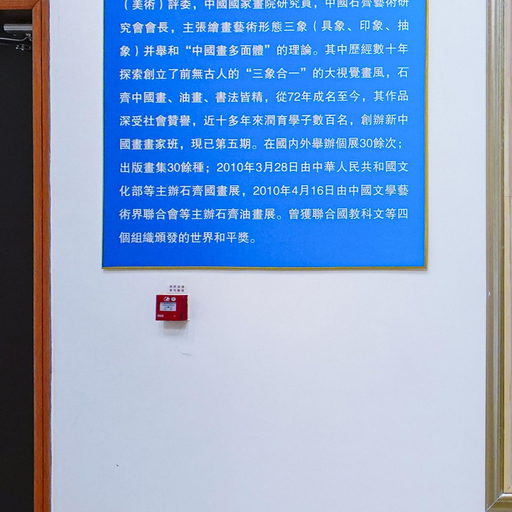 （美術）評委，中國國家畫院研究員，中國石齊藝術研
究會會長，主張繪畫藝術形態三象（具象、印象、抽
象）并舉和“中國畫多面體”的理論。其中歷經數十年
探索創立了前無古人的“三象合一”的大視覺畫風，石
齊中國畫、油畫、書法皆精，從72年成名至今，其作品
深受社會贊譽，近十多年來潤育學子數百名，創辦新中
國畫畫家班，現已第五期。在國內外舉辦個展30餘次；
出版畫集30餘種；2010年3月28日由中華人民共和國文
化部等主辦石齊國畫展，2010年4月16日由中國文學藝
術界聯合會等主辦石齊油畫展。曾獲聯合國教科文等四
個組織頒發的世界和平獎。